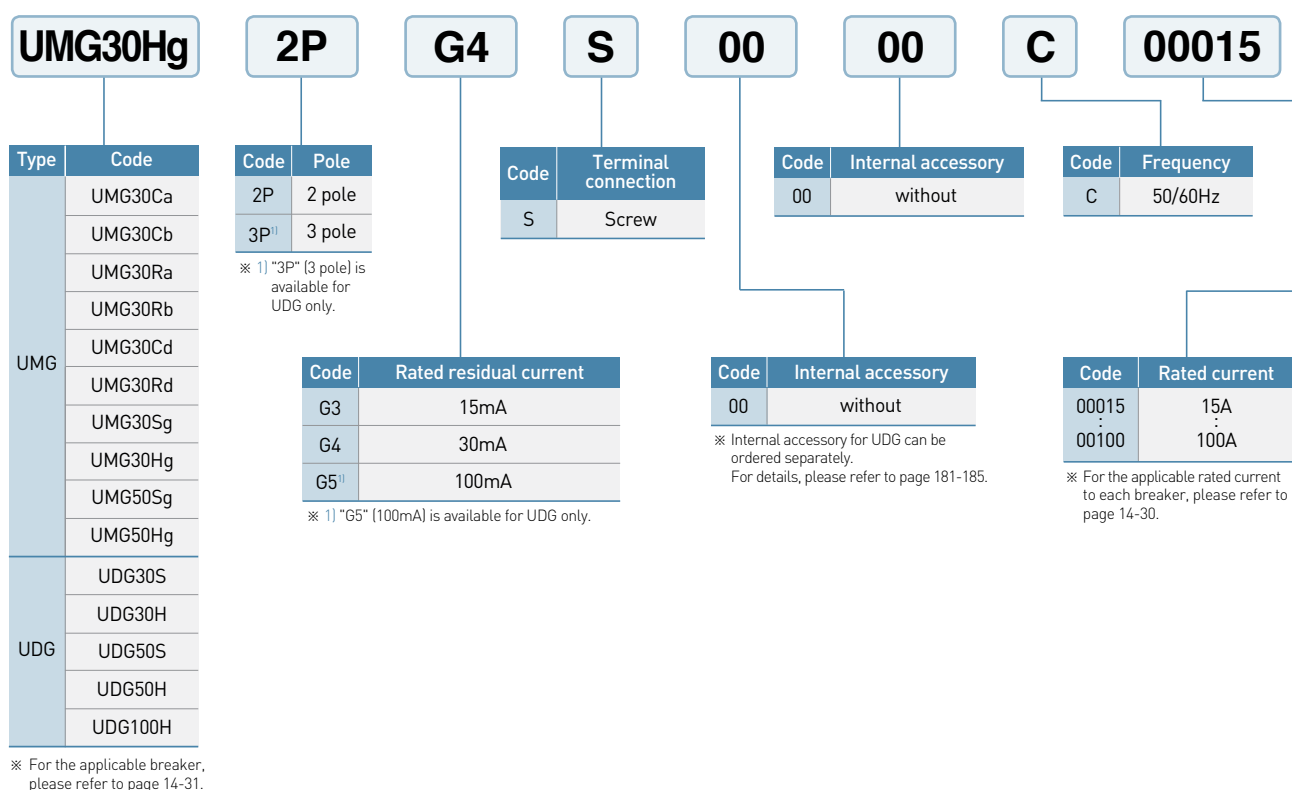 UMG30Hg 2P G4 S 00 00 C 00015
Type Code
UMG
UMG30Ca
UMG30Cb
UMG30Ra
UMG30Rb
UMG30Cd
UMG30Rd
UMG30Sg
UMG30Hg
UMG50Sg
UMG50Hg
UDG
UDG30S
UDG30H
UDG50S
UDG50H
UDG100H
※ For the applicable breaker,
please refer to page 14-31.
Code Pole
2P 2 pole
3P1) 3 pole
※ 1) "3P" (3 pole) is
available for
UDG only.
Code Rated residual current
G3 15mA
G4 30mA
G51) 100mA
※ 1) "G5" (100mA) is available for UDG only.
Code Terminal
connection
S Screw
Code Internal accessory
00 without
※ Internal accessory for UDG can be
ordered separately.
For details, please refer to page 181-185.
Code Internal accessory
00 without
Code Frequency
C 50/60Hz
Code Rated current
00015 15A
: :
00100 100A
※ For the applicable rated current
to each breaker, please refer to
page 14-30.